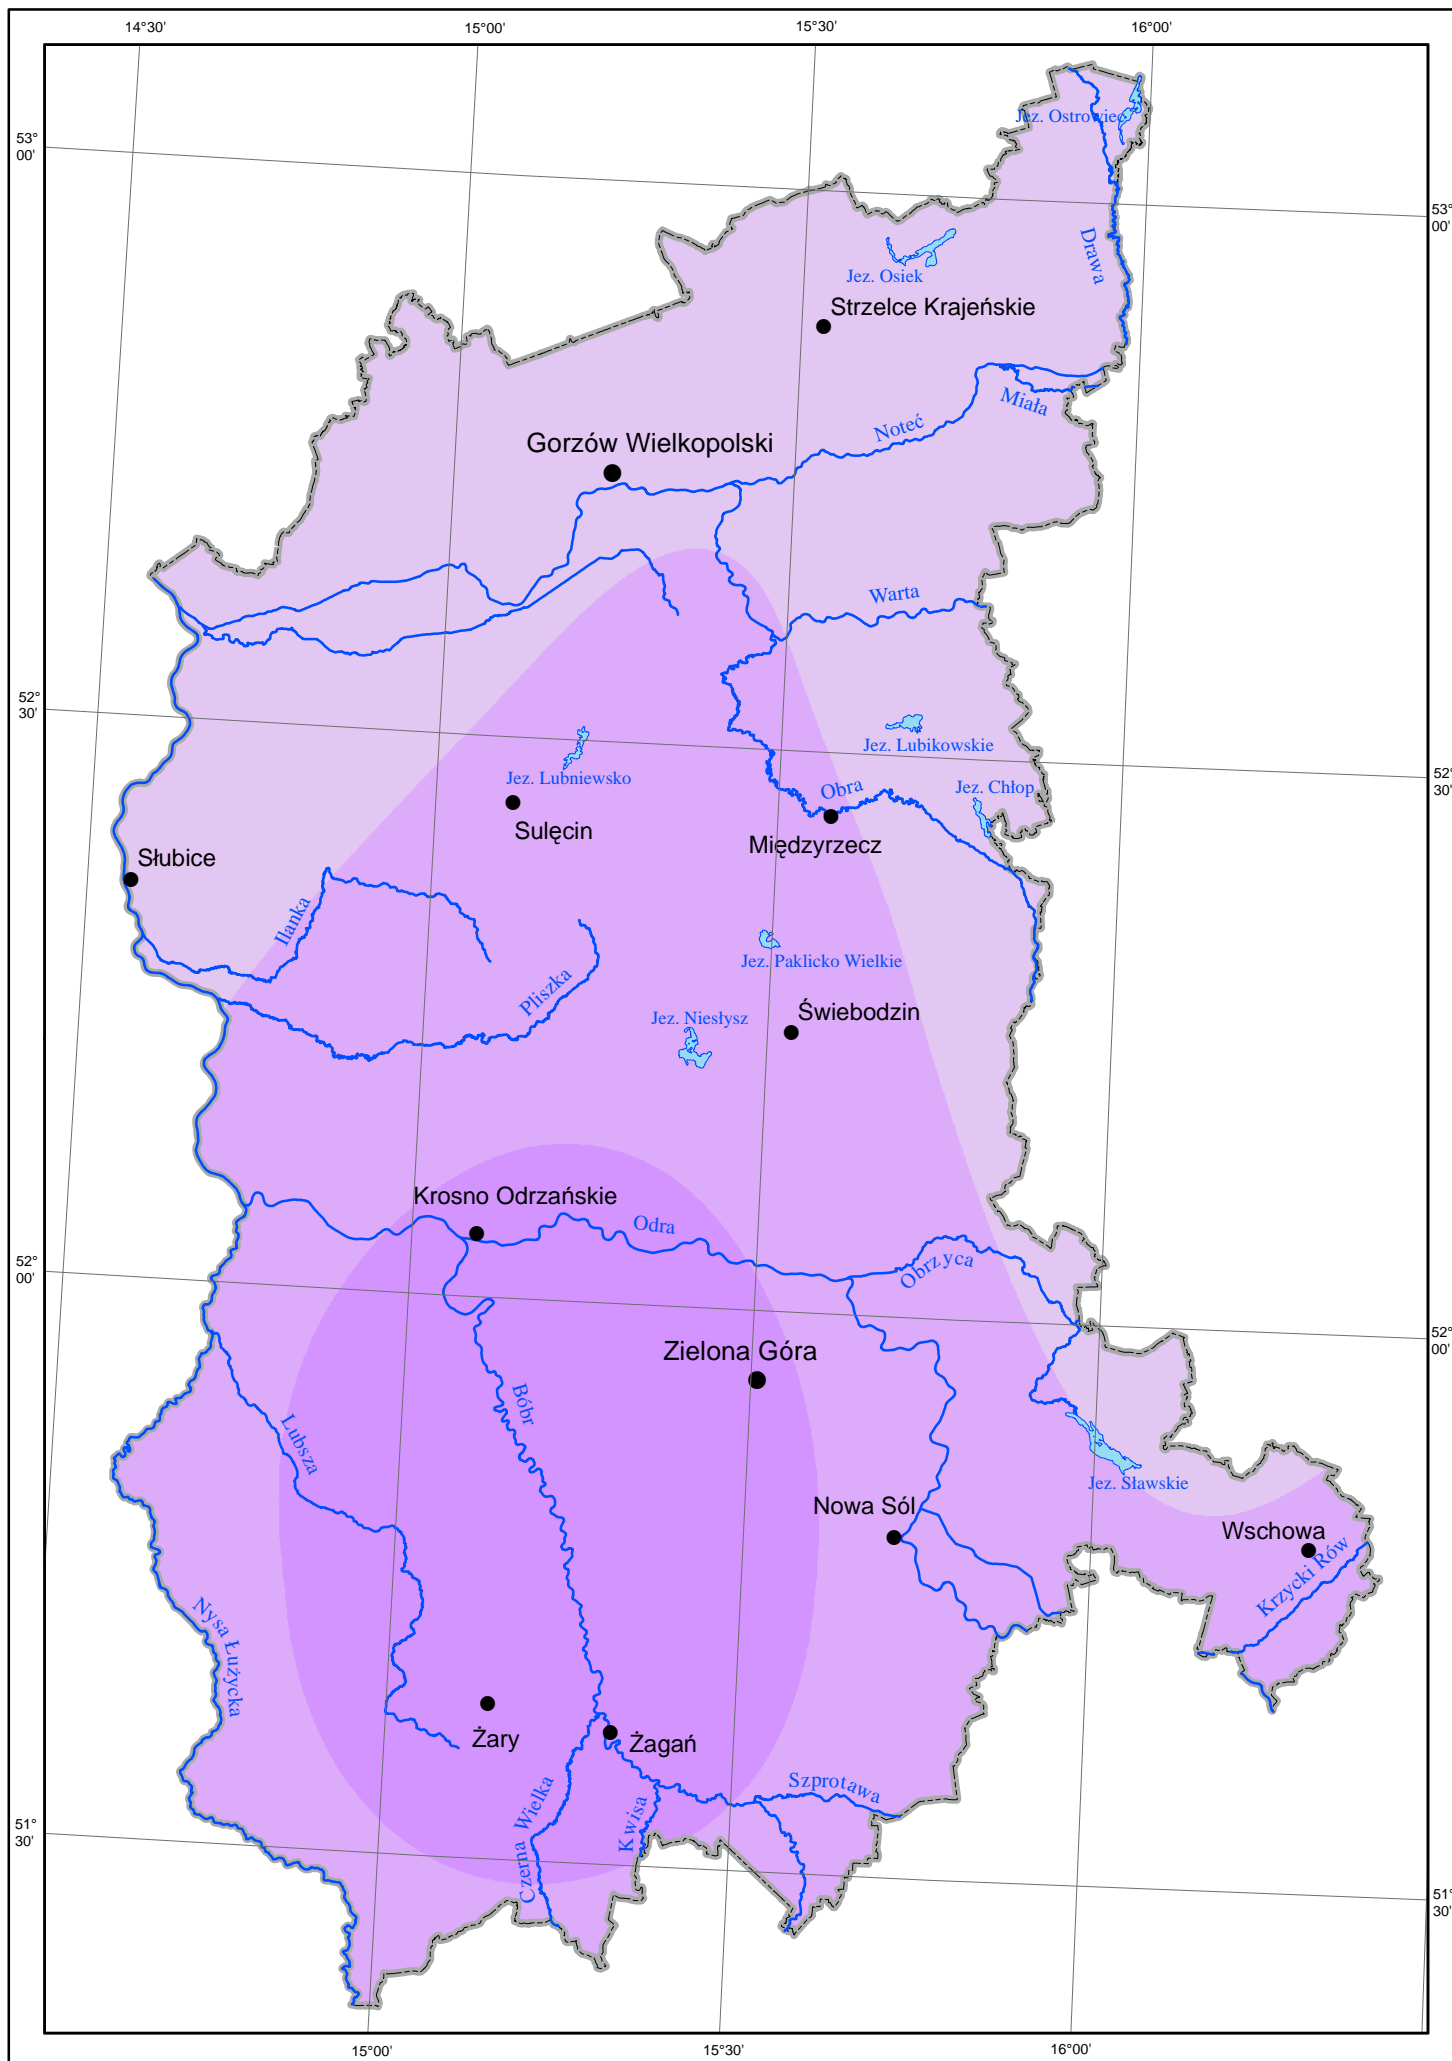 14°30'
15°00'
15°30'
16°00'
53°
00'
Jez. Ostrowiec
53°
00'
Drawa
Jez. Osiek
Strzelce Krajeńskie
Miała
Noteć
Gorzów Wielkopolski
Warta
52°
30'
Jez. Lubikowskie
Jez. Lubniewsko
52°
30'
Jez. Chłop
Obra
Sulęcin
Międzyrzecz
Słubice
Ilanka
Jez. Paklicko Wielkie
Pliszka
Świebodzin
Jez. Niesłysz
Krosno Odrzańskie
Odra
Obrzyca
52°
00'
52°
00'
Zielona Góra
Bóbr
Lubsza
Jez. Sławskie
Nowa Sól
Wschowa
Krzycki Rów
Nysa Łużycka
Żary
Żagań
Szprotawa
Czerna Wielka
Kwisa
51°
30'
51°
30'
15°00'
15°30'
16°00'